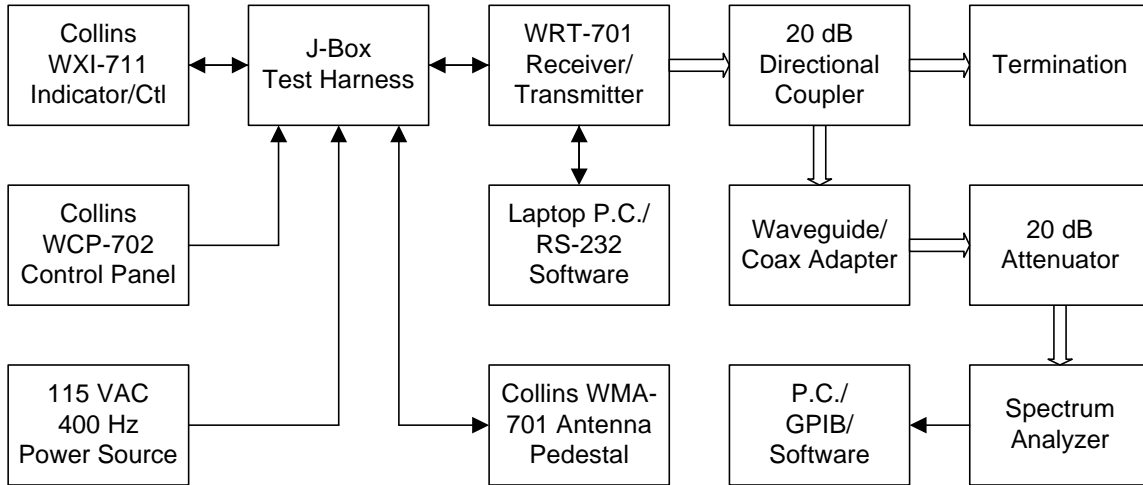 Collins
WXI-711
Indicator/Ctl
J-Box
Test Harness
WRT-701
Receiver/
Transmitter
20 dB
Directional
Coupler
Termination
Collins
WCP-702
Control Panel
Laptop P.C./
RS-232
Software
Waveguide/
Coax Adapter
20 dB
Attenuator
115 VAC
400 Hz
Power Source
Collins WMA-
701 Antenna
Pedestal
P.C./
GPIB/
Software
Spectrum
Analyzer